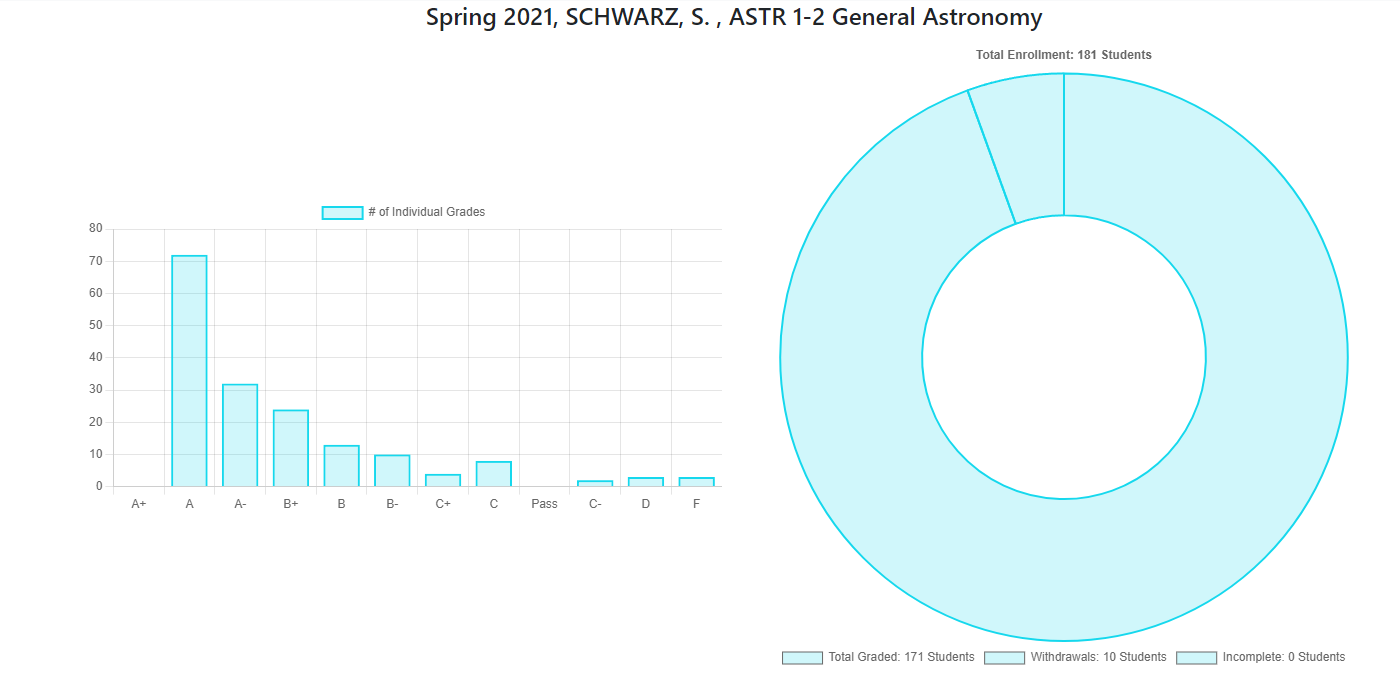 Spring 2021, SCHWARZ, S. , ASTR 1-2 General Astronomy
# of Individual Grades
80
70
60
50
40
30
20
10
0
A+ A A- B+ B B- C+ C Pass C- D F
Total Enrollment: 181 Students
Total Graded: 171 Students Withdrawals: 10 Students Incomplete: 0 Students